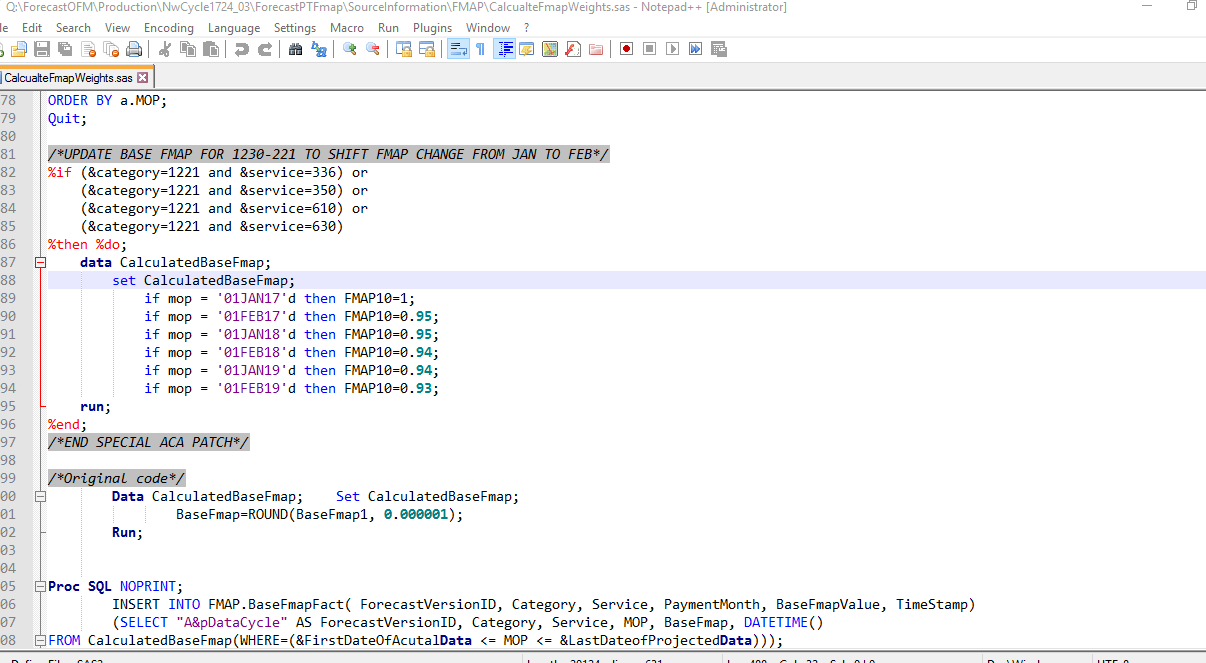 Q:\ForecastOFM\Production\NwCycle1724_03\ForecastPTFmap\SourceInformation\FMAP\CalcualteFmapWeights.sas - Notepad++ [Administrator]
le Edit Search View Encoding Language Settings Macro Run Plugins Window ?
CalcualteFmapWeights.sas
78 ORDER BY a.MOP;
79 Quit;
80
81 /*UPDATE BASE FMAP FOR 1230-221 TO SHIFT FMAP CHANGE FROM JAN TO FEB*/
82 %if (&category=1221 and &service=336) or
83 (&category=1221 and &service=350) or
84 (&category=1221 and &service=610) or
85 (&category=1221 and &service=630)
86 %then %do;
87 data CalculatedBaseFmap;
88 set CalculatedBaseFmap;
89 if mop = '01JAN17'd then FMAP10=1;
90 if mop = '01FEB17'd then FMAP10=0.95;
91 if mop = '01JAN18'd then FMAP10=0.95;
92 if mop = '01FEB18'd then FMAP10=0.94;
93 if mop = '01JAN19'd then FMAP10=0.94;
94 if mop = '01FEB19'd then FMAP10=0.93;
95 run;
96 %end;
97 /*END SPECIAL ACA PATCH*/
98
99 /*Original code*/
00 Data CalculatedBaseFmap; Set CalculatedBaseFmap;
01 BaseFmap=ROUND(BaseFmap1, 0.000001);
02 Run;
03
04
05 Proc SQL NOPRINT;
06 INSERT INTO FMAP.BaseFmapFact( ForecastVersionID, Category, Service, PaymentMonth, BaseFmapValue, TimeStamp)
07 (SELECT "A&pDataCycle" AS ForecastVersionID, Category, Service, MOP, BaseFmap, DATETIME()
08 FROM CalculatedBaseFmap(WHERE=(&FirstDateOfAcutalData <= MOP <= &LastDateofProjectedData)));